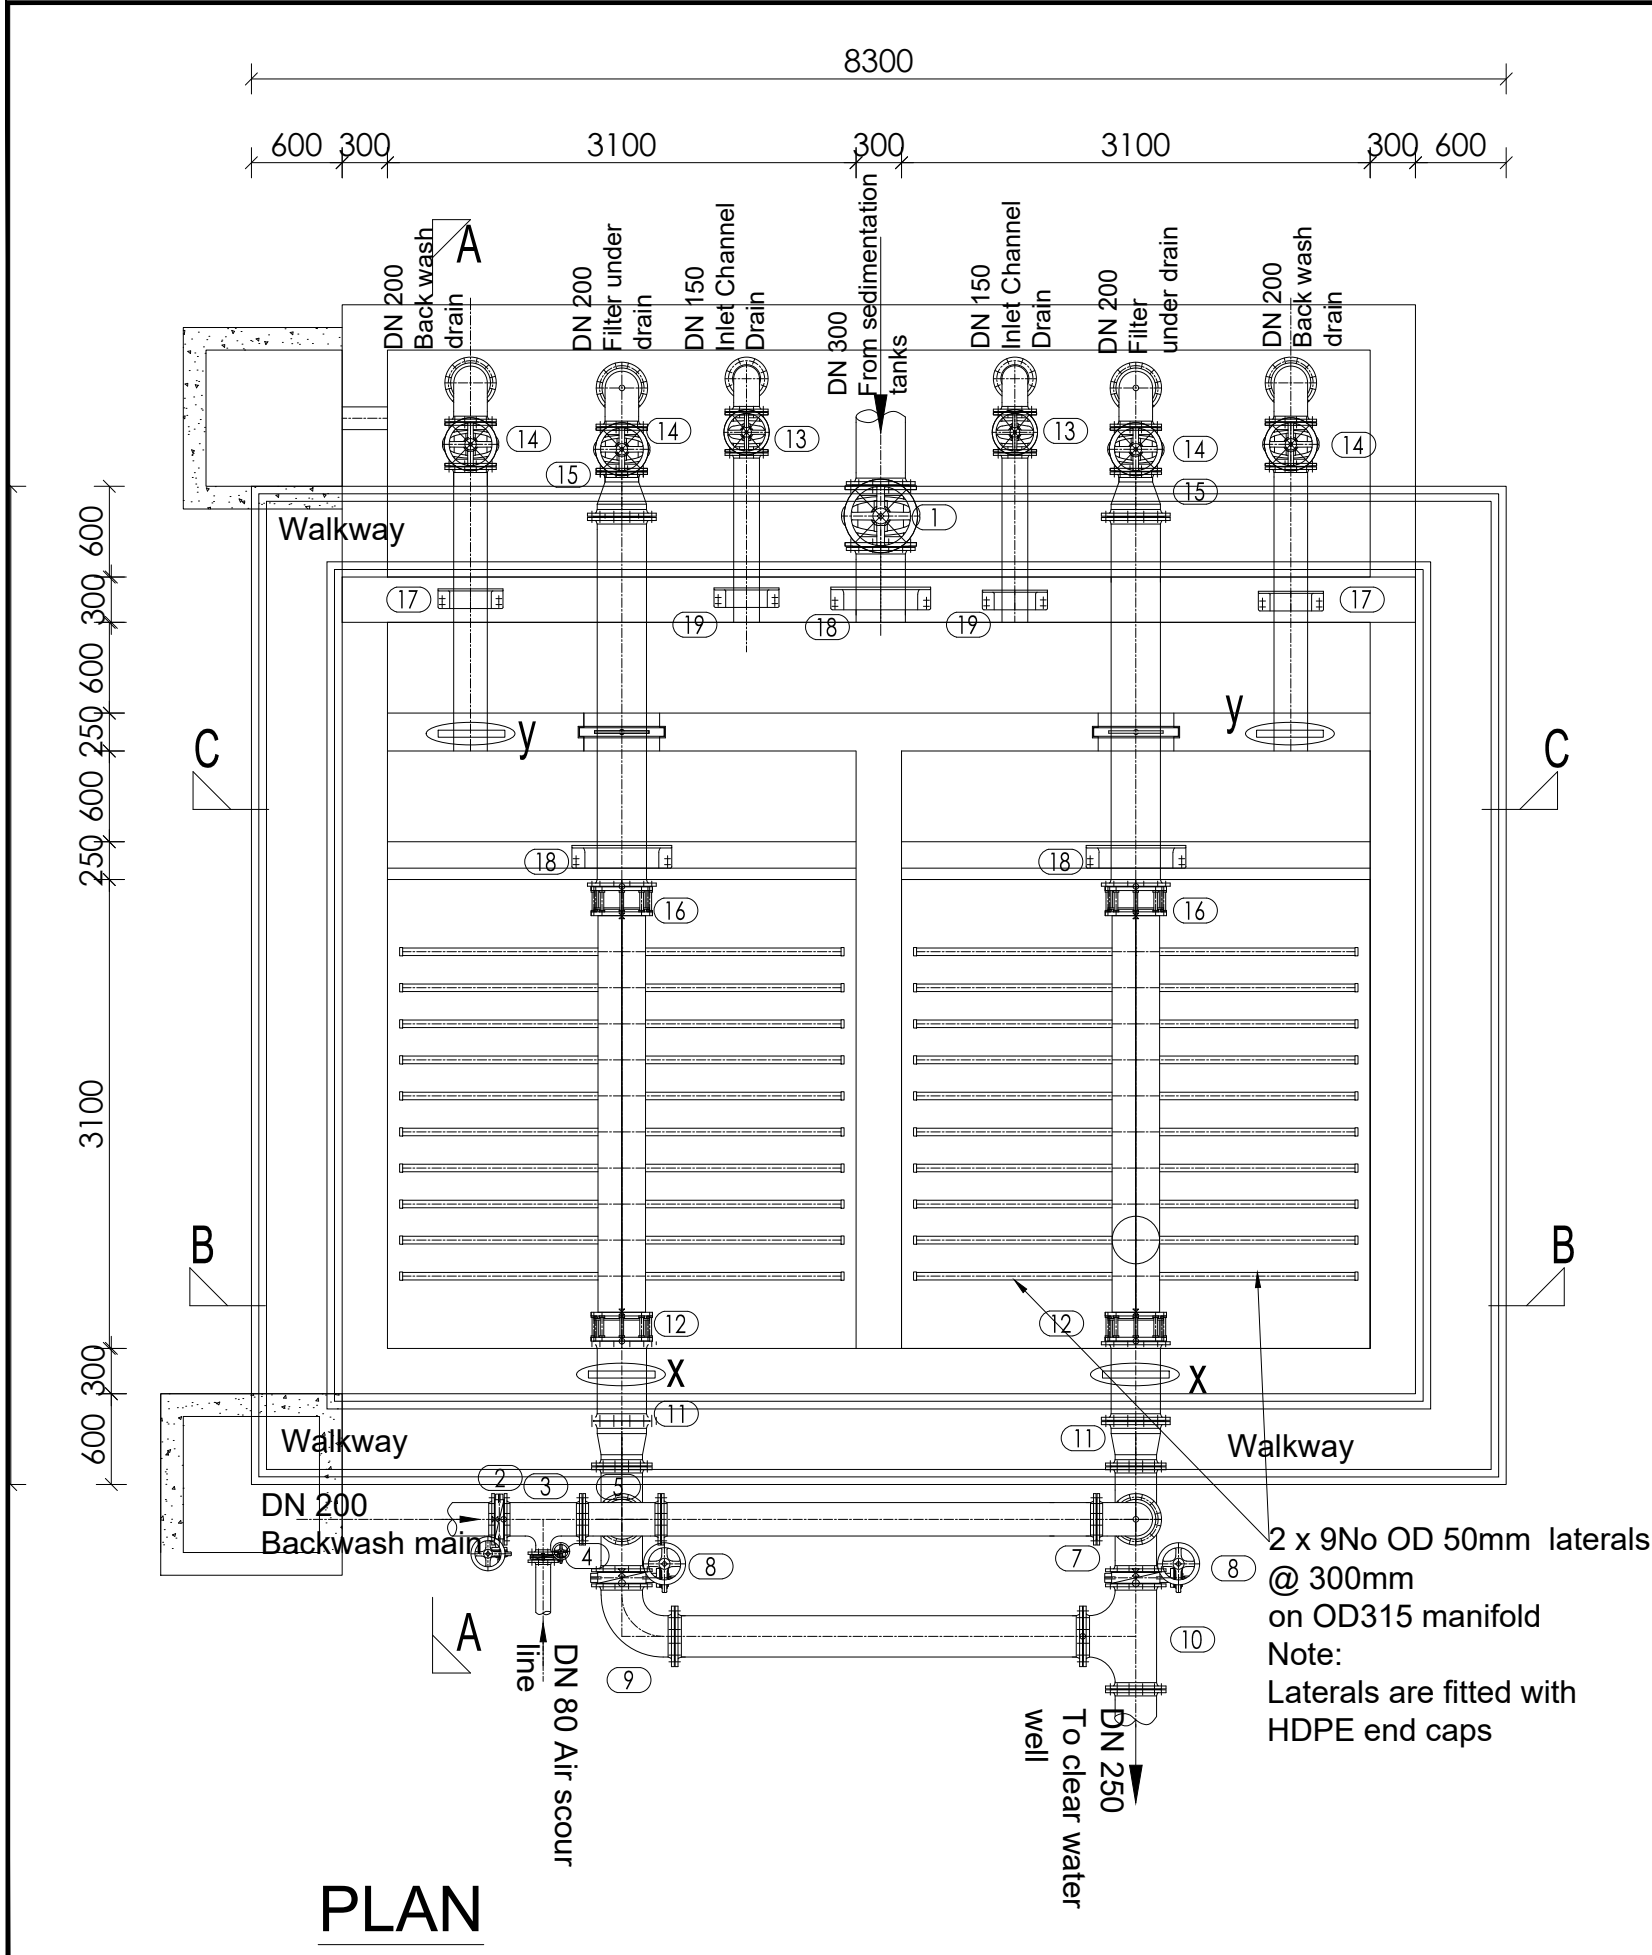 8300
600 300 3100 300 3100 300 600
A
DN 200
Back wash
drain
DN 200
Filter under
drain
DN 150
Inlet Channel
Drain
DN 300
From sedimentation
tanks
DN 150
Inlet Channel
Drain
DN 200
Filter
under drain
DN 200
Back wash
drain
14
14
13
13
14
14
15
15
1
Walkway
600
300
600
250
600
250
3100
300
600
17
19
18
19
17
y
y
C
C
18
18
16
16
B
B
12
12
x
x
11
11
Walkway
Walkway
2
3
5
DN 200
Backwash main
4
8
7
8
2 x 9No OD 50mm laterals
@ 300mm
on OD315 manifold
Note:
Laterals are fitted with
HDPE end caps
A
9
10
DN 80 Air scour
line
DN 250
To clear water
well
PLAN